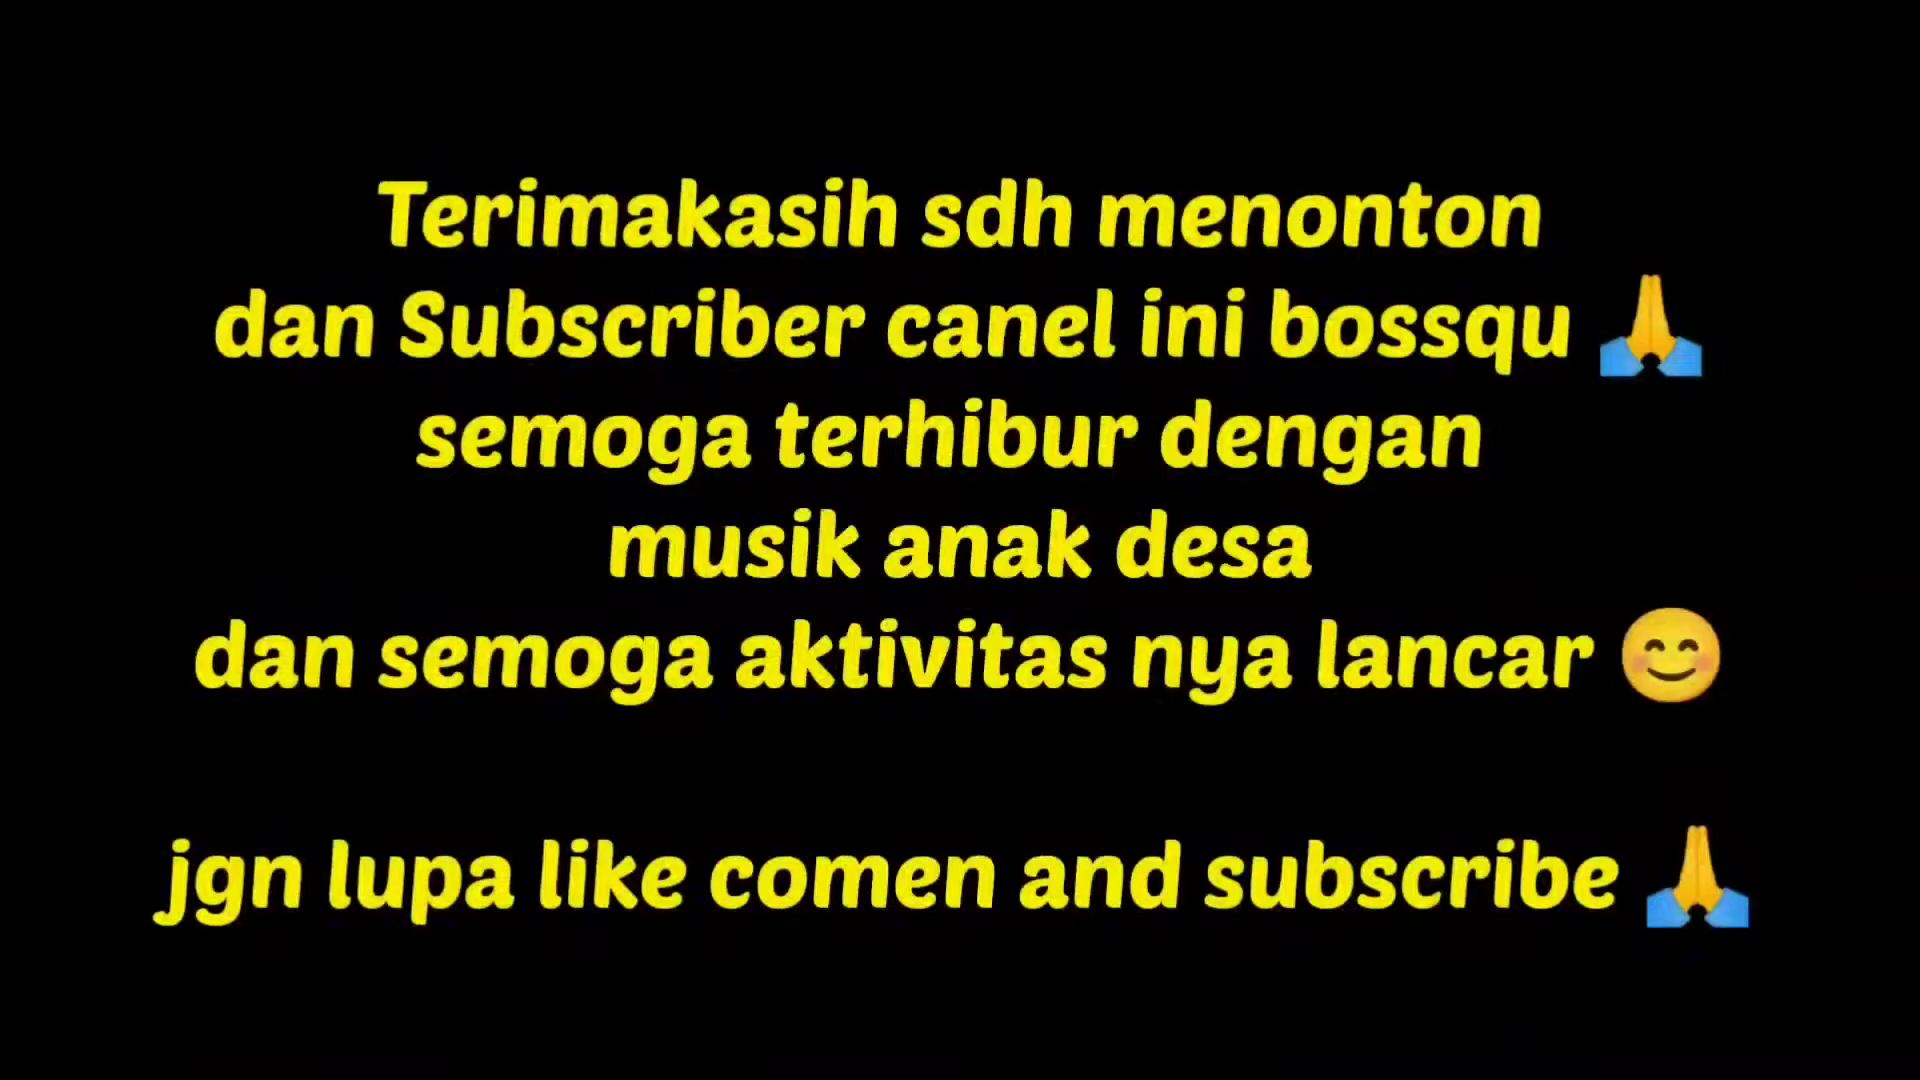 Terimakasih sdh menonton
dan Subscriber canel ini bossqu 🙏
semoga terhibur dengan
musik anak desa
dan semoga aktivitas nya lancar 😊
jgn lupa like comen and subscribe 🙏